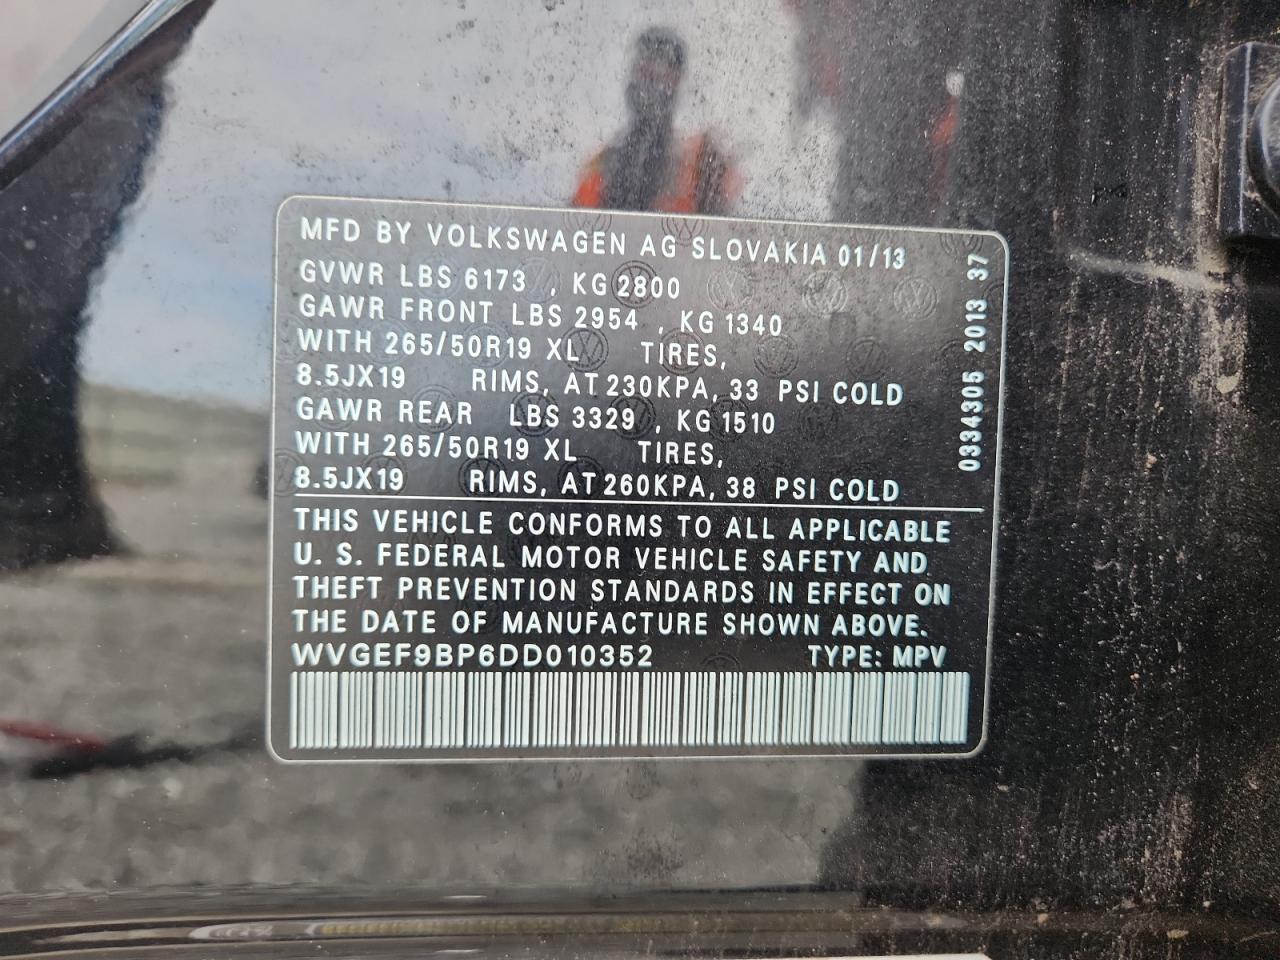 MFD BY VOLKSWAGEN AG SLOVAKIA 01/13
GVWR LBS 6173 , KG 2800
GAWR FRONT LBS 2954 , KG 1340
WITH 265/50R19 XL TIRES,
8.5JX19 RIMS, AT 230KPA, 33 PSI COLD
GAWR REAR LBS 3329 , KG 1510
WITH 265/50R19 XL TIRES,
8.5JX19 RIMS, AT 260KPA, 38 PSI COLD
THIS VEHICLE CONFORMS TO ALL APPLICABLE
U. S. FEDERAL MOTOR VEHICLE SAFETY AND
THEFT PREVENTION STANDARDS IN EFFECT ON
THE DATE OF MANUFACTURE SHOWN ABOVE.
WVGEF9BP6DD010352 TYPE: MPV
0334305 2013 37